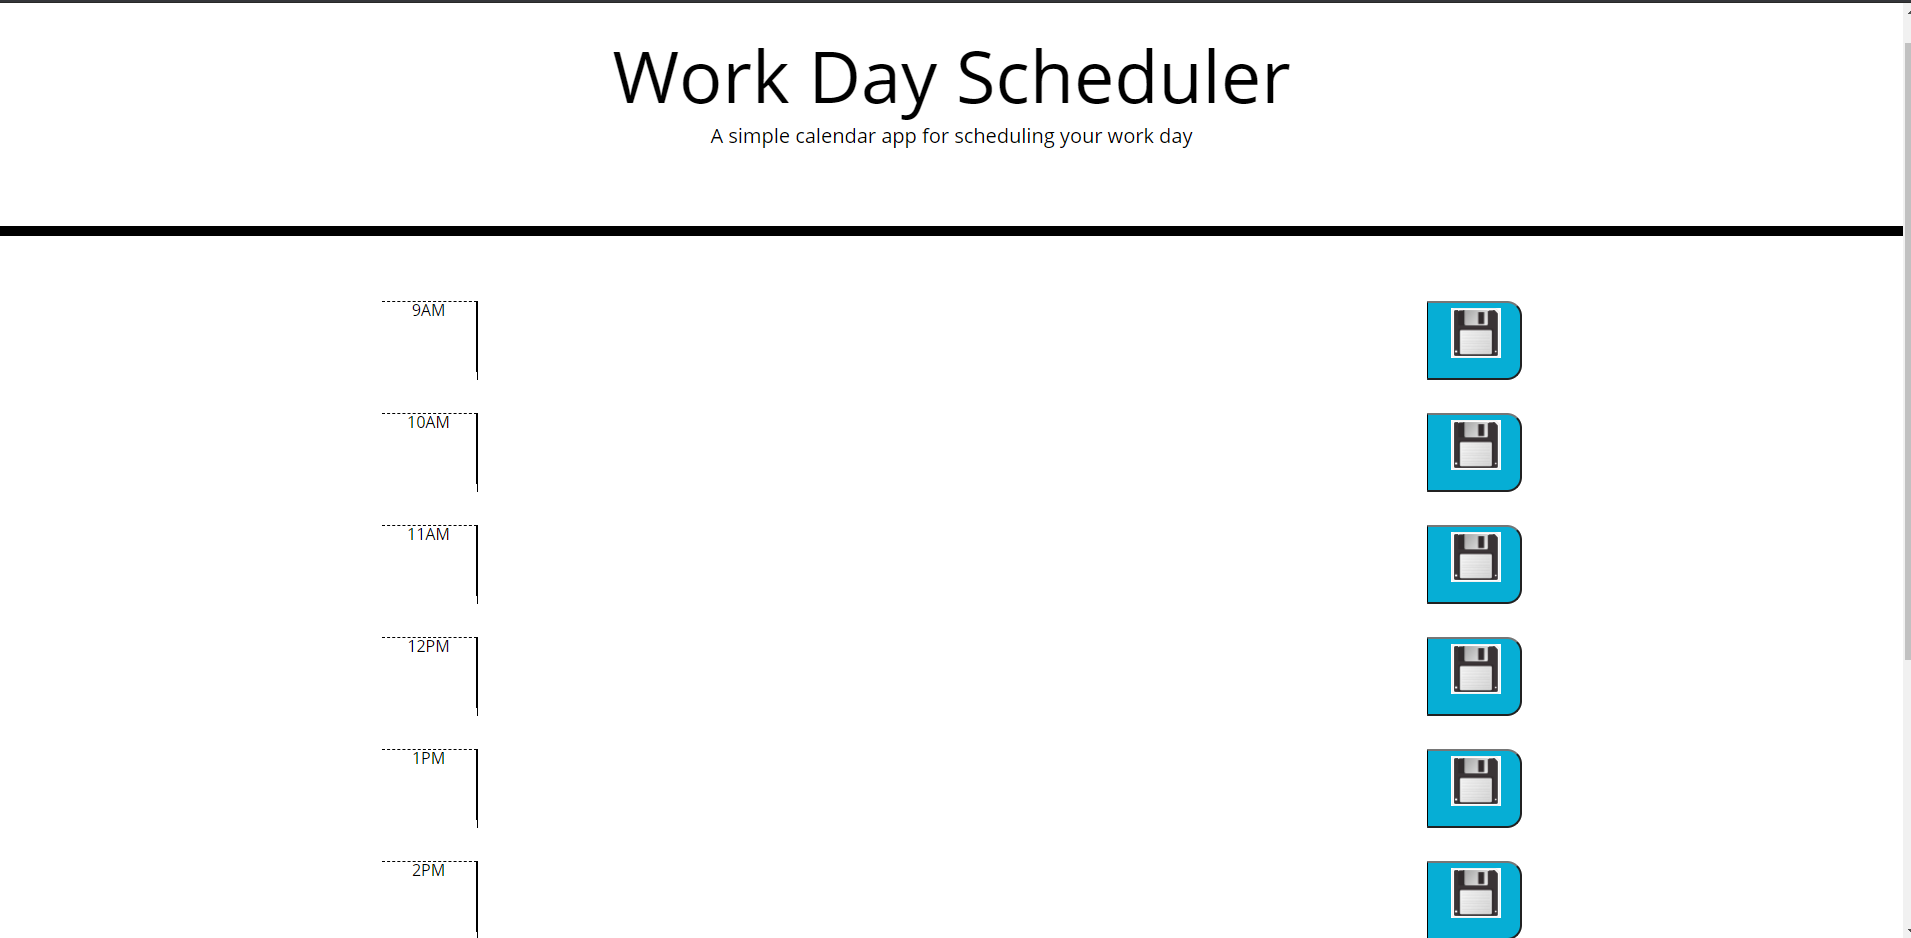 Work Day Scheduler
A simple calendar app for scheduling your work day
9AM
10AM
11AM
12PM
1PM
2PM